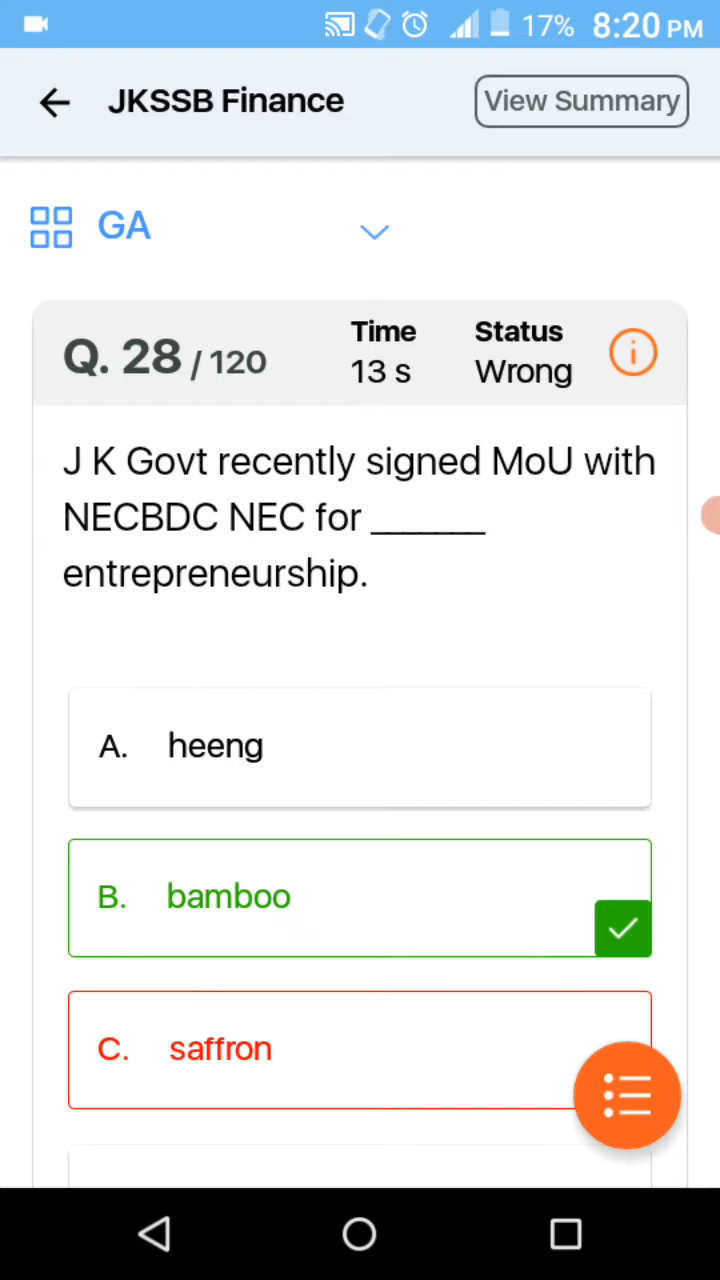 17% 8:20 PM
JKSSB Finance
View Summary
GA
Q. 28 / 120
Time
13 s
Status
Wrong
i
J K Govt recently signed MoU with
NECBDC NEC for _______
entrepreneurship.
A. heeng
B. bamboo
C. saffron